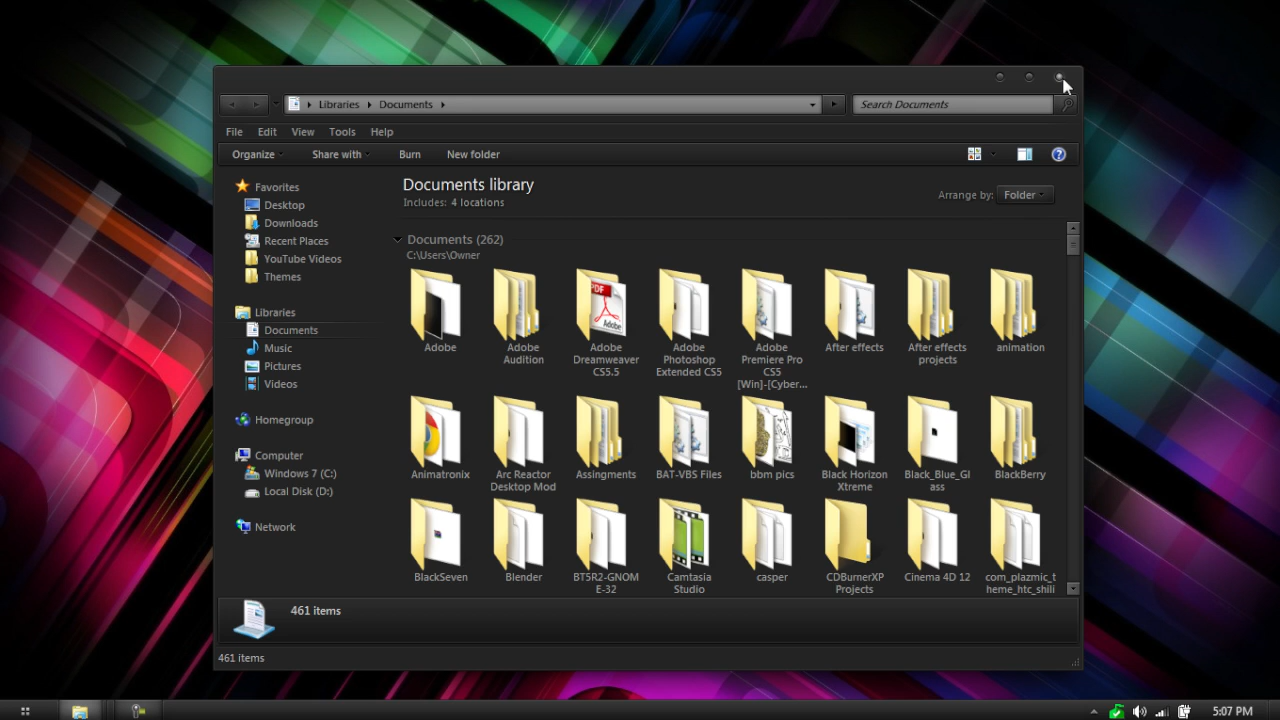 Libraries Documents
Search Documents
File Edit View Tools Help
Organize Share with Burn New folder
Documents library
Includes: 4 locations
Arrange by: Folder
Favorites
Desktop
Downloads
Recent Places
YouTube Videos
Themes
Libraries
Documents
Music
Pictures
Videos
Homegroup
Computer
Windows 7 (C:)
Local Disk (D:)
Network
Documents (262)
C:\Users\Owner
PDF
Adobe
Adobe
Adobe
Audition
Adobe
Dreamweaver
CS5.5
Adobe
Photoshop
Extended CS5
Adobe
Premiere Pro
CS5
[Win]-[Cyber...
After effects
After effects
projects
animation
Animatronix
Arc Reactor
Desktop Mod
Assingments
BAT-VBS Files
bbm pics
Black Horizon
Xtreme
Black_Blue_Gl
ass
BlackBerry
BlackSeven
Blender
BT5R2-GNOM
E-32
Camtasia
Studio
casper
CDBurnerXP
Projects
Cinema 4D 12
com_plazmic_t
heme_htc_shili
461 items
461 items
5:07 PM